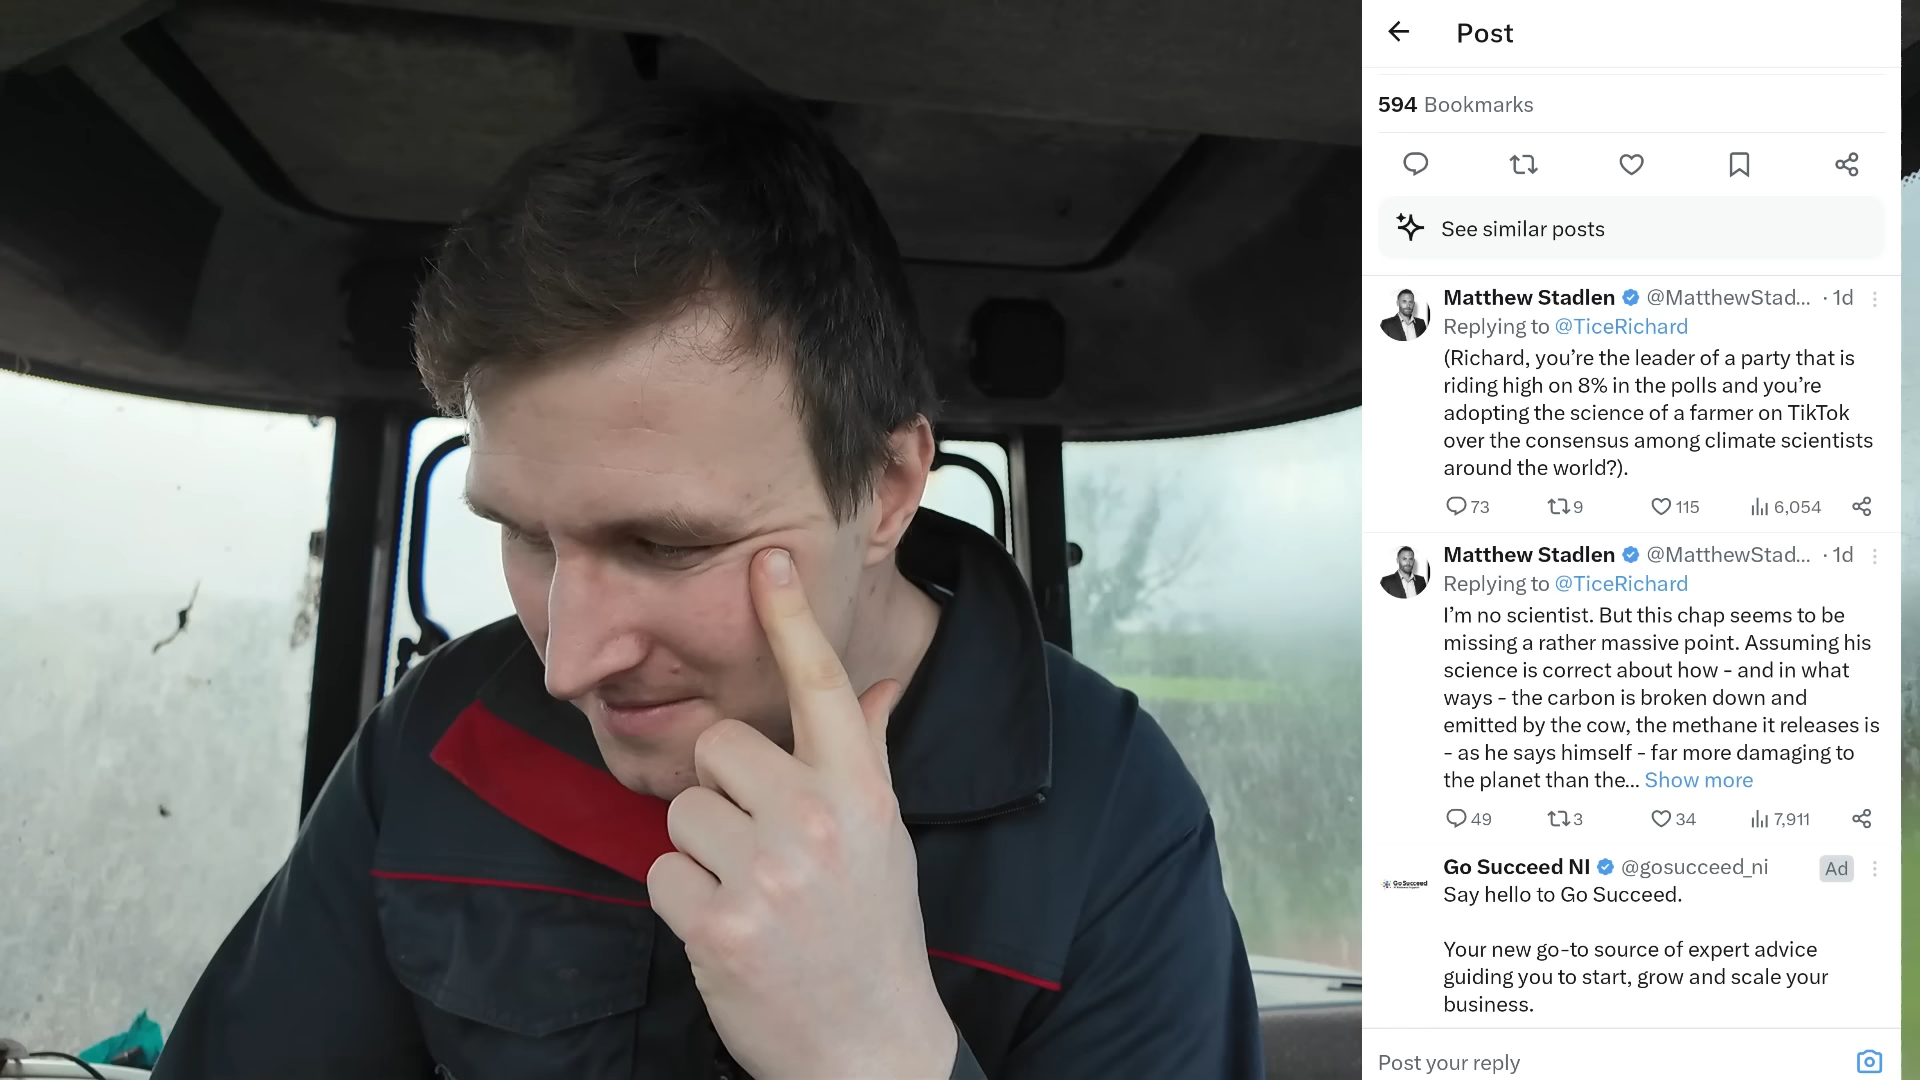 Post
594 Bookmarks
See similar posts
Matthew Stadlen @MatthewStad... · 1d
Replying to @TiceRichard
(Richard, you’re the leader of a party that is
riding high on 8% in the polls and you’re
adopting the science of a farmer on TikTok
over the consensus among climate scientists
around the world?).
73 9 115 6,054
Matthew Stadlen @MatthewStad... · 1d
Replying to @TiceRichard
I’m no scientist. But this chap seems to be
missing a rather massive point. Assuming his
science is correct about how - and in what
ways - the carbon is broken down and
emitted by the cow, the methane it releases is
- as he says himself - far more damaging to
the planet than the... Show more
49 3 34 7,911
Go Succeed NI @gosucceed_ni Ad
Go Succeed
Say hello to Go Succeed.
Your new go-to source of expert advice
guiding you to start, grow and scale your
business.
Post your reply